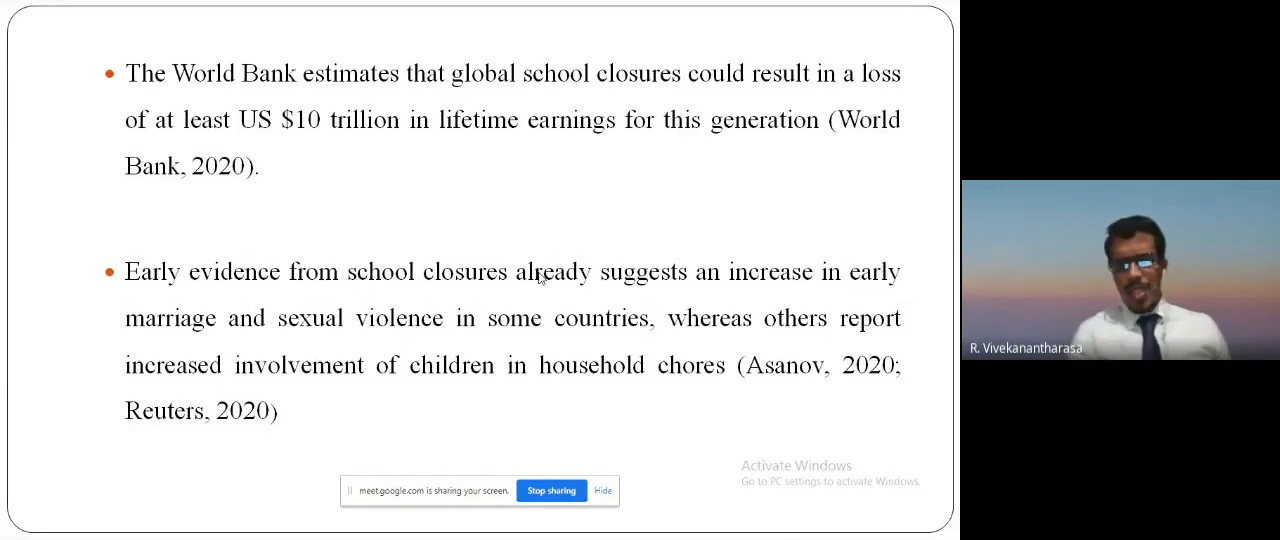 The World Bank estimates that global school closures could result in a loss
of at least US $10 trillion in lifetime earnings for this generation (World
Bank, 2020).
Early evidence from school closures already suggests an increase in early
marriage and sexual violence in some countries, whereas others report
increased involvement of children in household chores (Asanov, 2020;
Reuters, 2020)
R. Vivekanantharasa
Activate Windows
Go to PC settings to activate Windows.
meet.google.com is sharing your screen. Stop sharing Hide